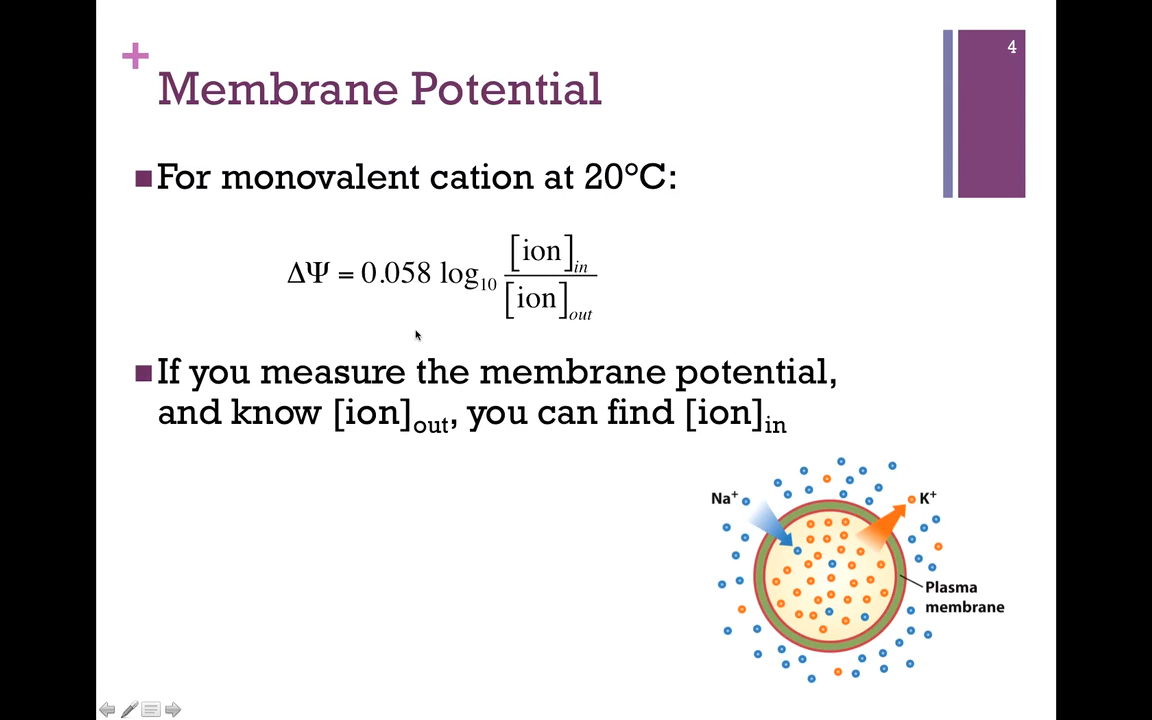 4
+
Membrane Potential
For monovalent cation at 20°C:
ΔΨ = 0.058 log₁₀ [ion]in / [ion]out
If you measure the membrane potential,
and know [ion]out, you can find [ion]in
Na⁺
K⁺
Plasma
membrane